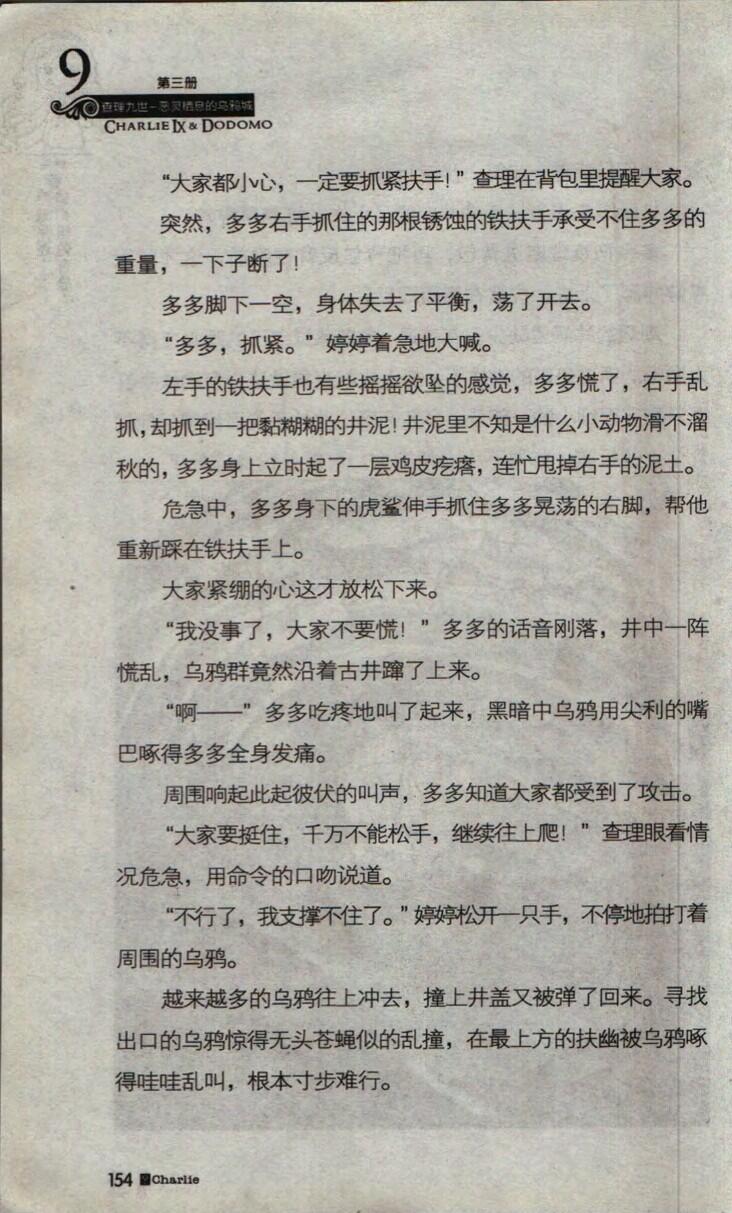 9
第三册
查理九世-恶灵栖息的乌鸦城
CHARLIE IX & DODOMO
“大家都小心，一定要抓紧扶手！”查理在背包里提醒大家。
突然，多多右手抓住的那根锈蚀的铁扶手承受不住多多的
重量，一下子断了！
多多脚下一空，身体失去了平衡，荡了开去。
“多多，抓紧。”婷婷着急地大喊。
左手的铁扶手也有些摇摇欲坠的感觉，多多慌了，右手乱
抓，却抓到一把黏糊糊的井泥！井泥里不知是什么小动物滑不溜
秋的，多多身上立时起了一层鸡皮疙瘩，连忙甩掉右手的泥土。
危急中，多多身下的虎鲨伸手抓住多多晃荡的右脚，帮他
重新踩在铁扶手上。
大家紧绷的心这才放松下来。
“我没事了，大家不要慌！”多多的话音刚落，井中一阵
慌乱，乌鸦群竟然沿着古井蹿了上来。
“啊——”多多吃疼地叫了起来，黑暗中乌鸦用尖利的嘴
巴啄得多多全身发痛。
周围响起此起彼伏的叫声，多多知道大家都受到了攻击。
“大家要挺住，千万不能松手，继续往上爬！”查理眼看情
况危急，用命令的口吻说道。
“不行了，我支撑不住了。”婷婷松开一只手，不停地拍打着
周围的乌鸦。
越来越多的乌鸦往上冲去，撞上井盖又被弹了回来。寻找
出口的乌鸦惊得无头苍蝇似的乱撞，在最上方的扶幽被乌鸦啄
得哇哇乱叫，根本寸步难行。
154 Charlie